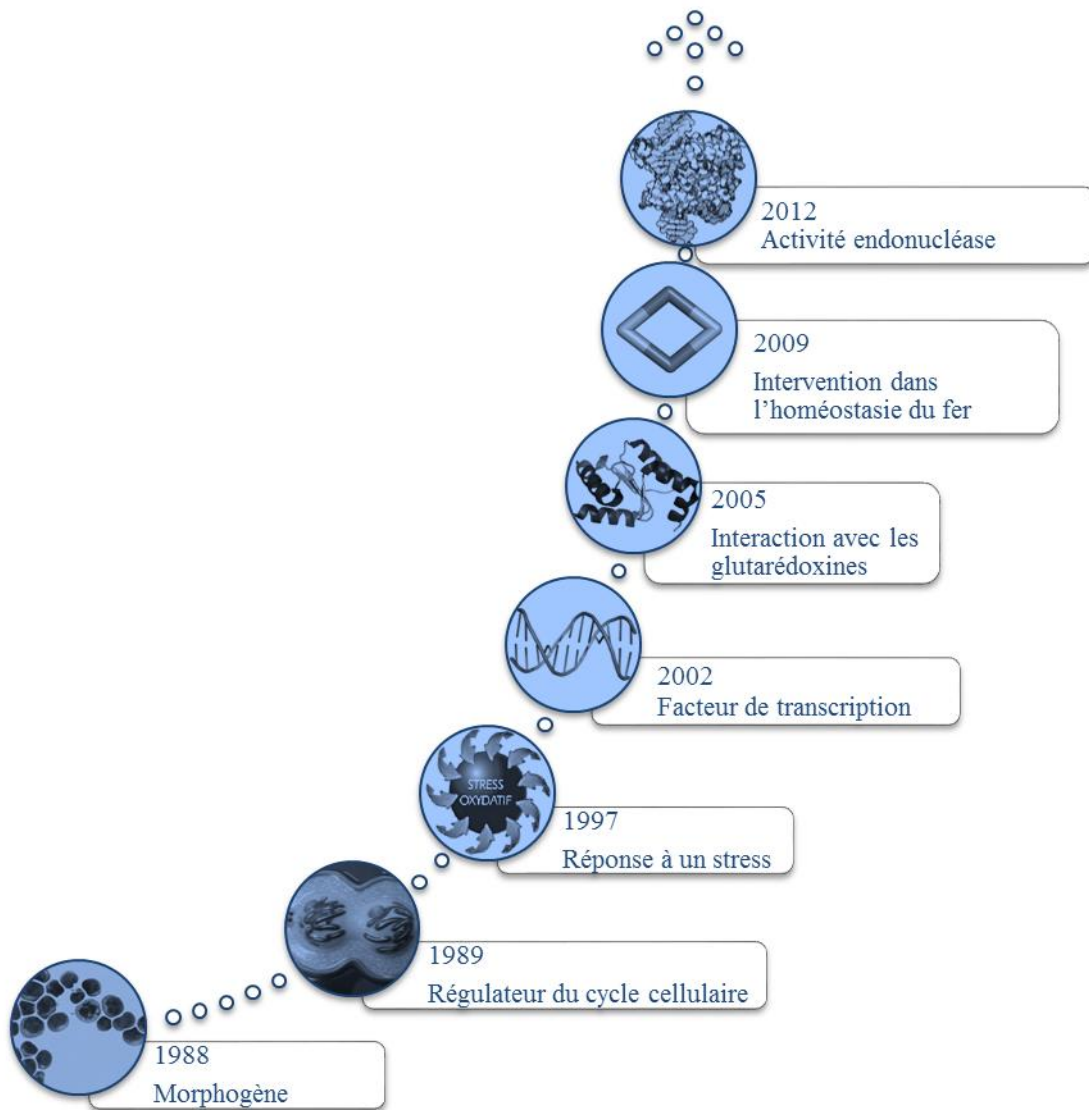 2012
Activité endonucléase
2009
Intervention dans
l'homéostasie du fer
2005
Interaction avec les
glutarédoxines
2002
Facteur de transcription
STRESS
OXYDATIF
1997
Réponse à un stress
1989
Régulateur du cycle cellulaire
1988
Morphogène